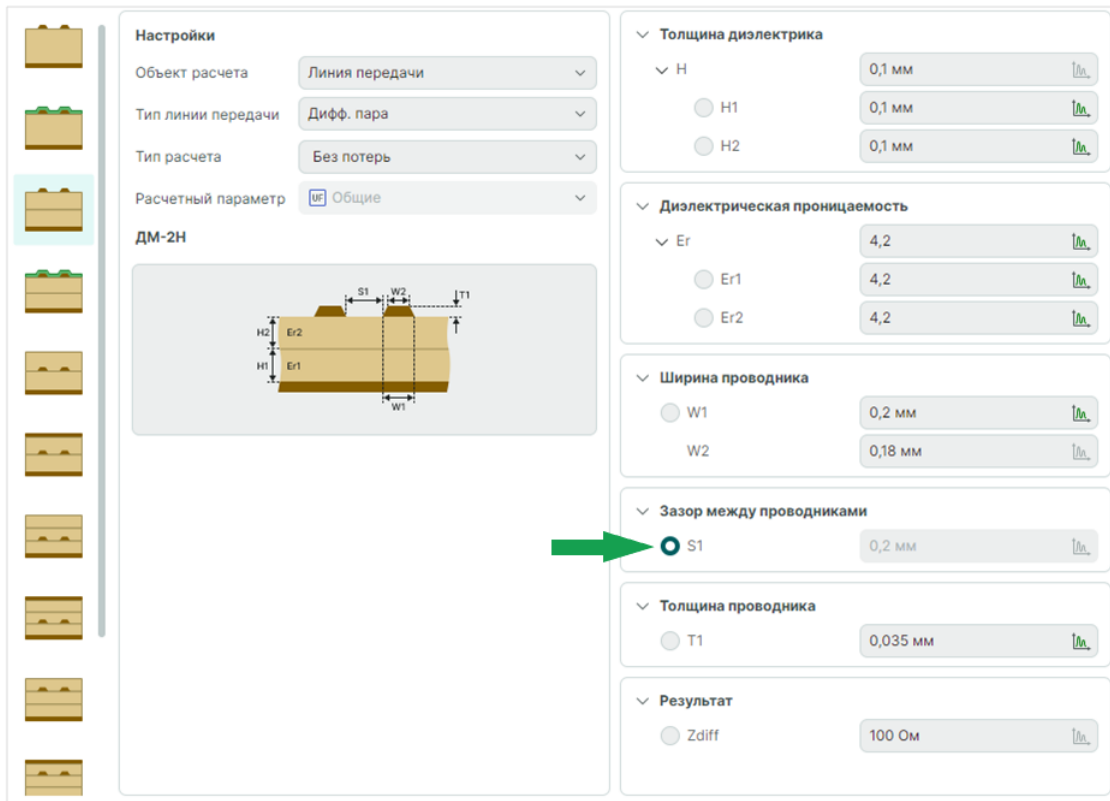 Настройки
Объект расчета
Линия передачи
Тип линии передачи
Дифф. пара
Тип расчета
Без потерь
Расчетный параметр
UF Общие
ДМ-2Н
S1
W2
T1
H2
Er2
H1
Er1
W1
Толщина диэлектрика
H
0,1 мм
H1
0,1 мм
H2
0,1 мм
Диэлектрическая проницаемость
Er
4,2
Er1
4,2
Er2
4,2
Ширина проводника
W1
0,2 мм
W2
0,18 мм
Зазор между проводниками
S1
0,2 мм
Толщина проводника
T1
0,035 мм
Результат
Zdiff
100 Ом